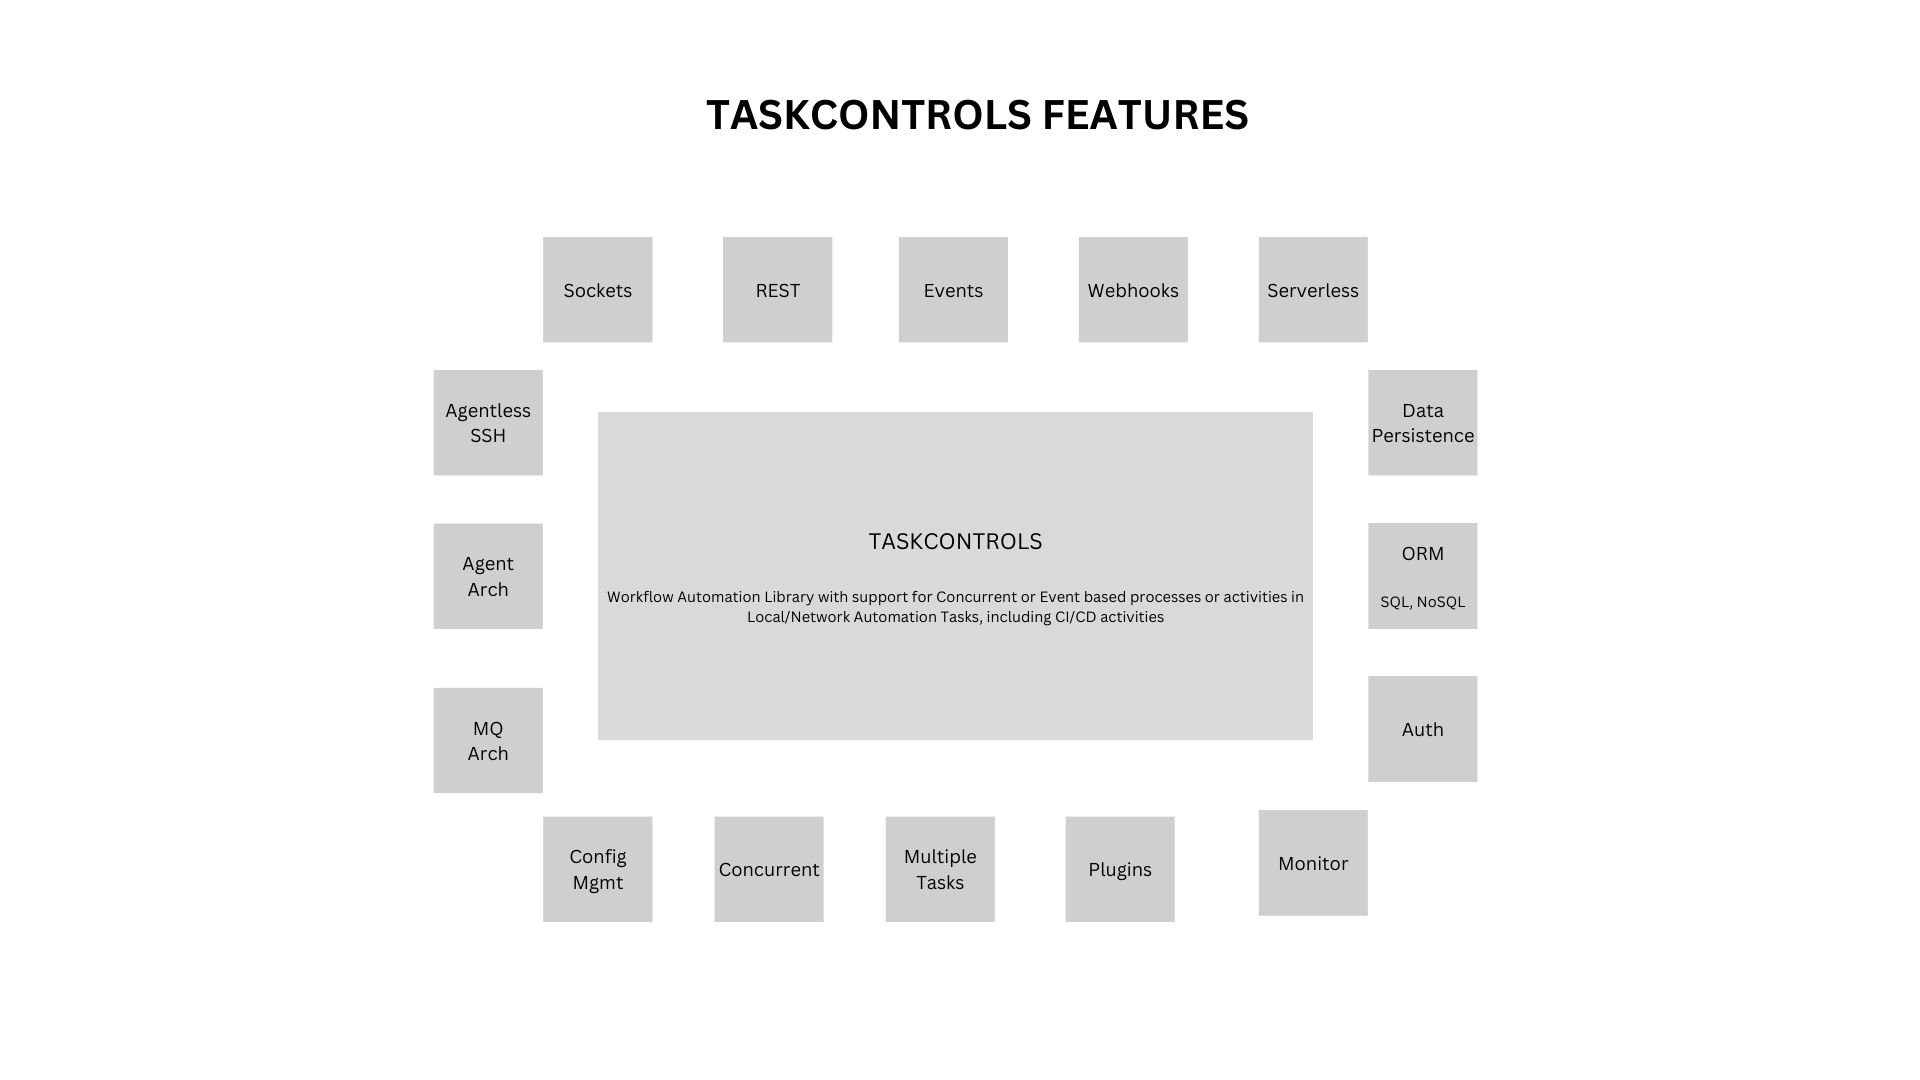 TASKCONTROLS FEATURES
Sockets
REST
Events
Webhooks
Serverless
Agentless
SSH
Data
Persistence
TASKCONTROLS
Workflow Automation Library with support for Concurrent or Event based processes or activities in
Local/Network Automation Tasks, including CI/CD activities
Agent
Arch
ORM
SQL, NoSQL
MQ
Arch
Auth
Config
Mgmt
Concurrent
Multiple
Tasks
Plugins
Monitor